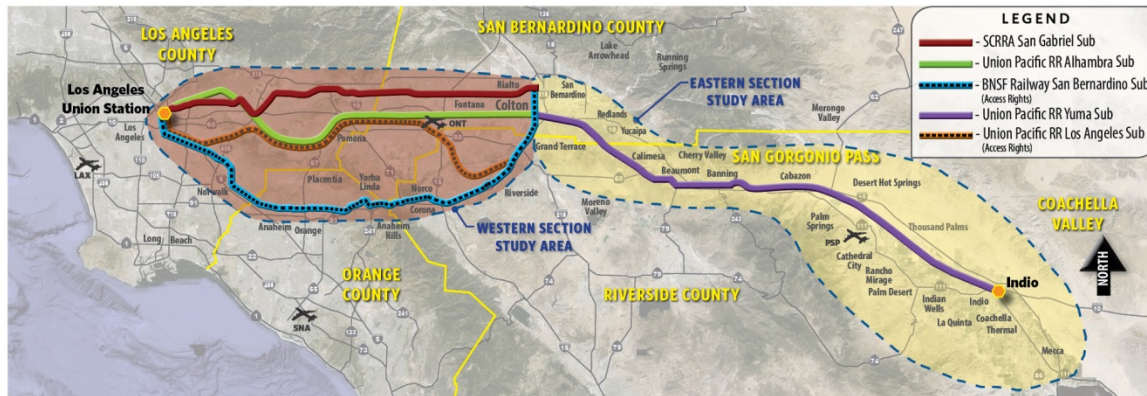 LOS ANGELES
COUNTY
SAN BERNARDINO COUNTY
LEGEND
- SCRRA San Gabriel Sub
- Union Pacific RR Alhambra Sub
- BNSF Railway San Bernardino Sub
(Access Rights)
- Union Pacific RR Yuma Sub
- Union Pacific RR Los Angeles Sub
(Access Rights)
Lake
Arrowhead
Running
Springs
Los Angeles
Union Station
Rialto
San
Bernardino
EASTERN SECTION
STUDY AREA
Fontana
Colton
Redlands
Morongo
Valley
Los
Angeles
ONT
Yucaipa
Pomona
Grand Terrace
Calimesa
Cherry Valley
SAN GORGONIO PASS
LAX
Placentia
Yorba
Linda
Norco
Riverside
Beaumont
Banning
Cabazon
Desert Hot Springs
Norwalk
Corona
Moreno
Valley
COACHELLA
VALLEY
Anaheim
Orange
Anaheim
Hills
WESTERN SECTION
STUDY AREA
Palm
Springs
Thousand Palms
Long
Beach
PSP
Cathedral
City
NORTH
ORANGE
COUNTY
RIVERSIDE COUNTY
Rancho
Mirage
Palm Desert
Indio
SNA
Indian
Wells
Indio
La Quinta
Coachella
Thermal
Mecca